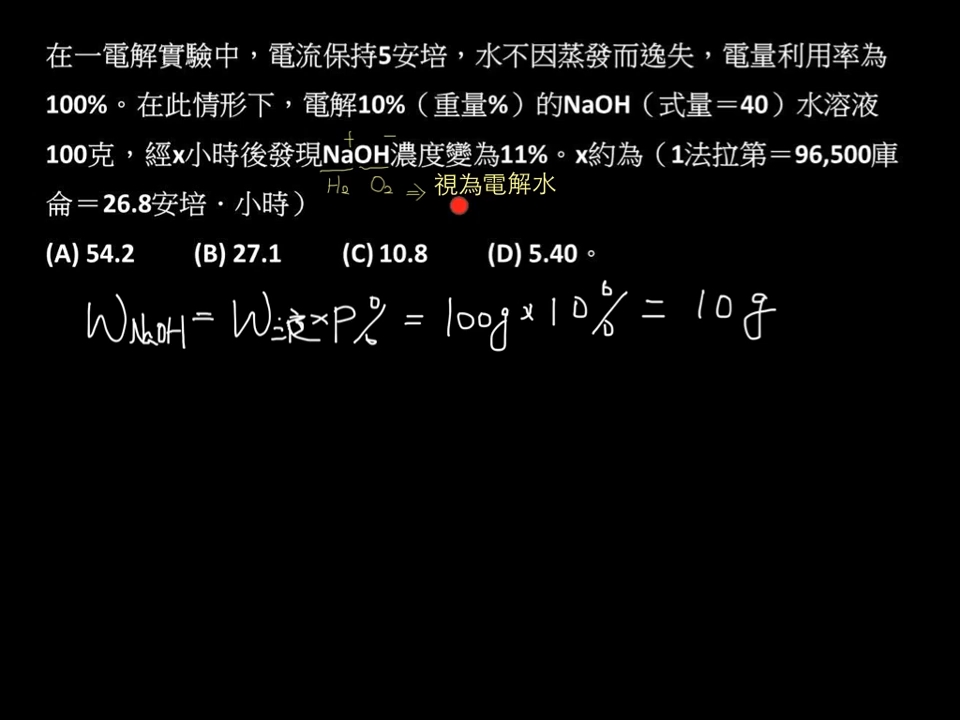 在一電解實驗中，電流保持5安培，水不因蒸發而逸失，電量利用率為
100%。在此情形下，電解10%（重量%）的NaOH（式量＝40）水溶液
+ −
100克，經x小時後發現NaOH濃度變為11%。x約為（1法拉第＝96,500庫
H₂ O₂ ⇒ 視為電解水
侖＝26.8安培．小時）
(A) 54.2 (B) 27.1 (C) 10.8 (D) 5.40。
W NaOH = W液 × P% = 100g × 10% = 10g